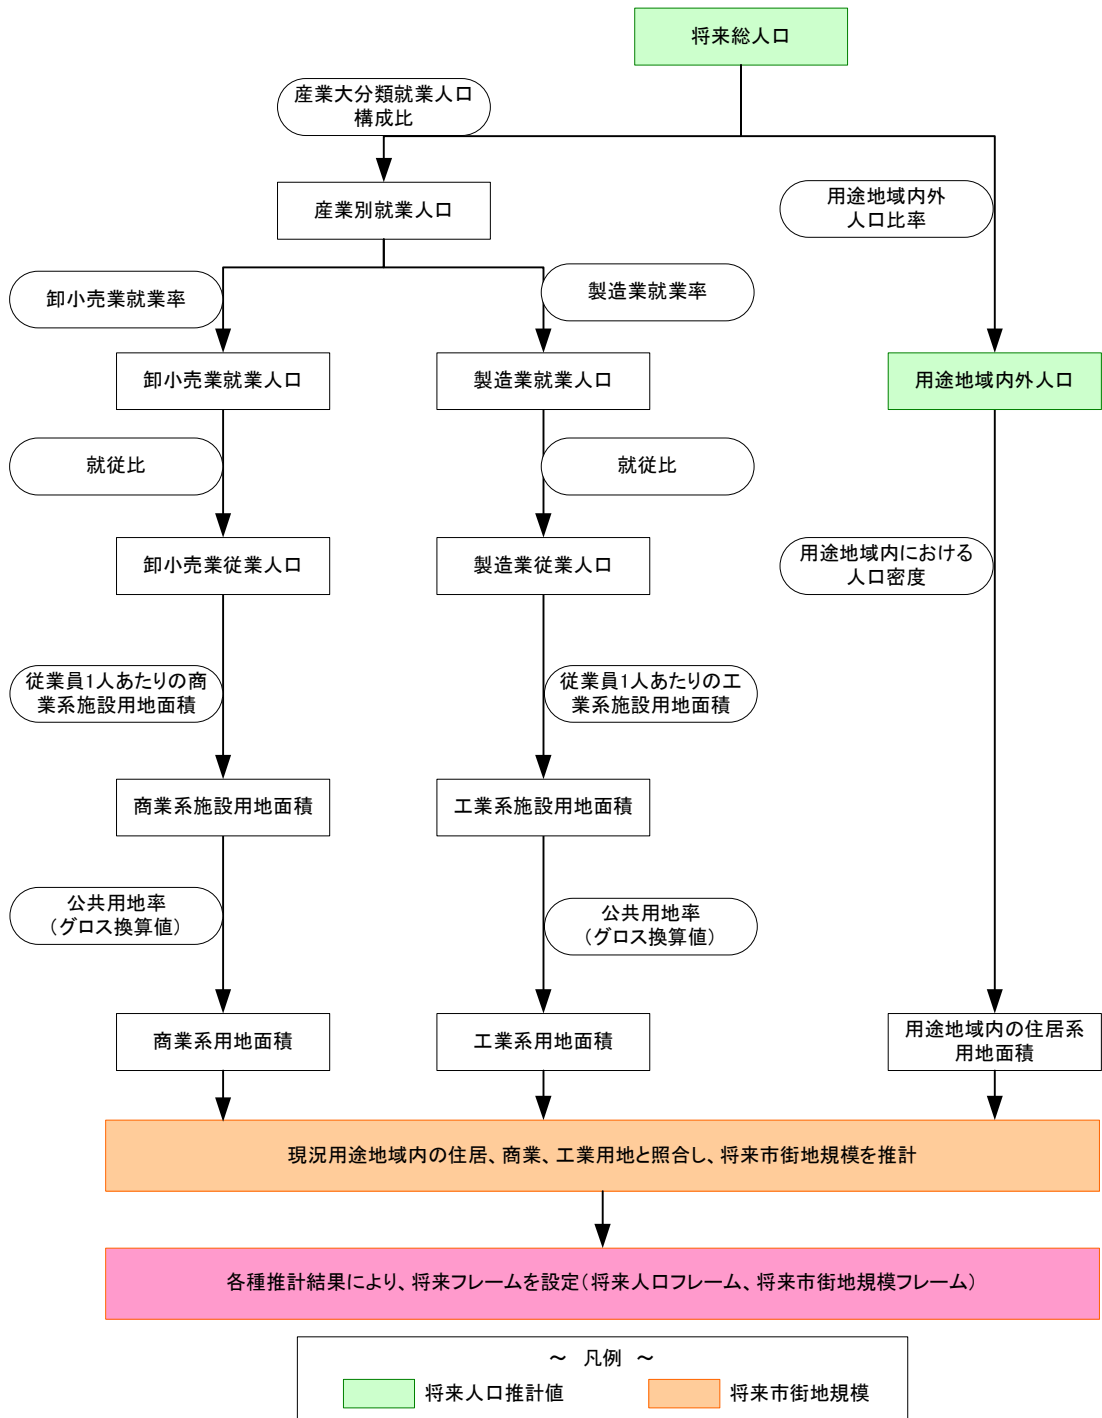 将来総人口
産業大分類就業人口
構成比
産業別就業人口
用途地域内外
人口比率
卸小売業就業率
製造業就業率
卸小売業就業人口
製造業就業人口
用途地域内外人口
就従比
就従比
卸小売業従業人口
製造業従業人口
用途地域内における
人口密度
従業員1人あたりの商
業系施設用地面積
従業員1人あたりの工
業系施設用地面積
商業系施設用地面積
工業系施設用地面積
公共用地率
（グロス換算値）
公共用地率
（グロス換算値）
商業系用地面積
工業系用地面積
用途地域内の住居系
用地面積
現況用途地域内の住居、商業、工業用地と照合し、将来市街地規模を推計
各種推計結果により、将来フレームを設定（将来人口フレーム、将来市街地規模フレーム）
～ 凡例 ～
将来人口推計値
将来市街地規模